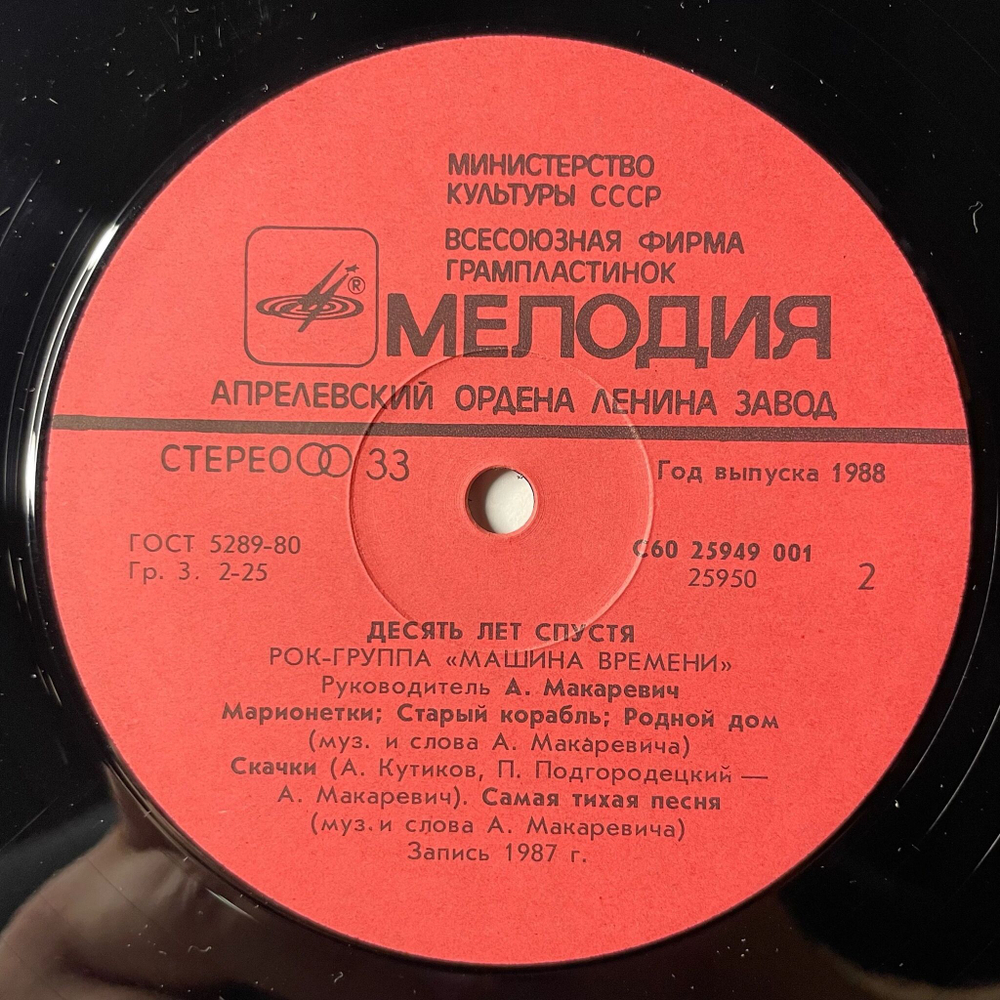 МИНИСТЕРСТВО
КУЛЬТУРЫ СССР
ВСЕСОЮЗНАЯ ФИРМА
ГРАМПЛАСТИНОК
®
МЕЛОДИЯ
АПРЕЛЕВСКИЙ ОРДЕНА ЛЕНИНА ЗАВОД
СТЕРЕО 33
Год выпуска 1988
ГОСТ 5289-80
Гр. 3. 2-25
С60 25949 001
25950
2
ДЕСЯТЬ ЛЕТ СПУСТЯ
РОК-ГРУППА «МАШИНА ВРЕМЕНИ»
Руководитель А. Макаревич
Марионетки; Старый корабль; Родной дом
(муз. и слова А. Макаревича)
Скачки (А. Кутиков, П. Подгородецкий —
А. Макаревич). Самая тихая песня
(муз. и слова А. Макаревича)
Запись 1987 г.